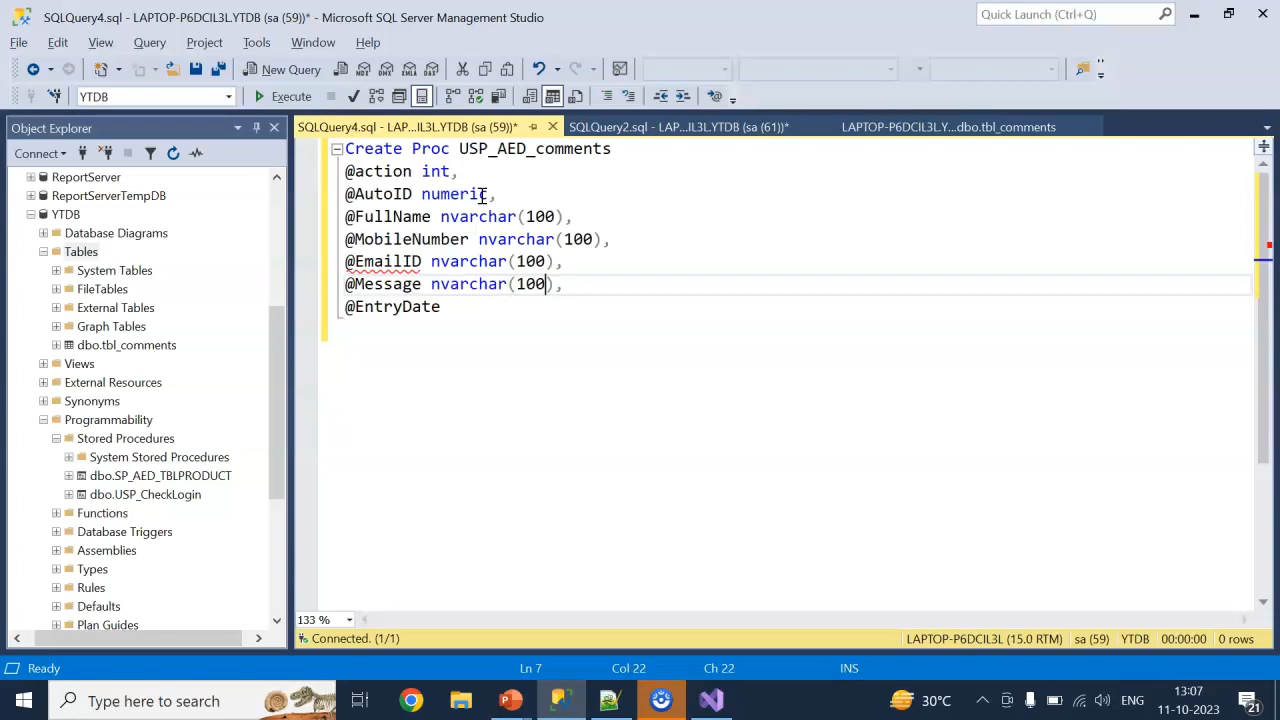 SQLQuery4.sql - LAPTOP-P6DCIL3L.YTDB (sa (59))* - Microsoft SQL Server Management Studio
Quick Launch (Ctrl+Q)
File Edit View Query Project Tools Window Help
New Query
MDX DMX XMLA DAX
YTDB
Execute
Object Explorer
SQLQuery4.sql - LAP...IL3L.YTDB (sa (59))*
SQLQuery2.sql - LAP...IL3L.YTDB (sa (61))*
LAPTOP-P6DCIL3L.Y...dbo.tbl_comments
Connect
ReportServer
ReportServerTempDB
YTDB
Database Diagrams
Tables
System Tables
FileTables
External Tables
Graph Tables
dbo.tbl_comments
Views
External Resources
Synonyms
Programmability
Stored Procedures
System Stored Procedures
dbo.SP_AED_TBLPRODUCT
dbo.USP_CheckLogin
Functions
Database Triggers
Assemblies
Types
Rules
Defaults
Plan Guides
Create Proc USP_AED_comments
@action int,
@AutoID numeric,
@FullName nvarchar(100),
@MobileNumber nvarchar(100),
@EmailID nvarchar(100),
@Message nvarchar(100),
@EntryDate
133 %
Connected. (1/1)
LAPTOP-P6DCIL3L (15.0 RTM) sa (59) YTDB 00:00:00 0 rows
Ready
Ln 7
Col 22
Ch 22
INS
Type here to search
30°C
ENG
13:07
11-10-2023
21